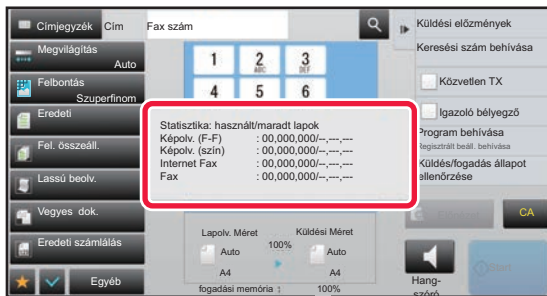 Címjegyzék
Cím
Fax szám
Küldési előzmények
Megvilágítás
Auto
Keresési szám behívása
1
2
ABC
3
DEF
Felbontás
Szuperfinom
4
5
6
Közvetlen TX
Eredeti
Igazoló bélyegző
Statisztika: használt/maradt lapok
Képolv. (F-F) : 00,000,000/--,---,---
Képolv. (szín) : 00,000,000/--,---,---
Internet Fax : 00,000,000/--,---,---
Fax : 00,000,000/--,---,---
Program behívása
Regisztrált beáll. behívása
Fel. összeáll.
Küldés/fogadás állapot
ellenőrzése
Lassú beolv.
Vegyes dok.
CA
Lapolv. Méret
Küldési Méret
100%
Auto
Auto
Eredeti számlálás
A4
A4
Egyéb
fogadási memória :
100%
Hang-
szóró
Start